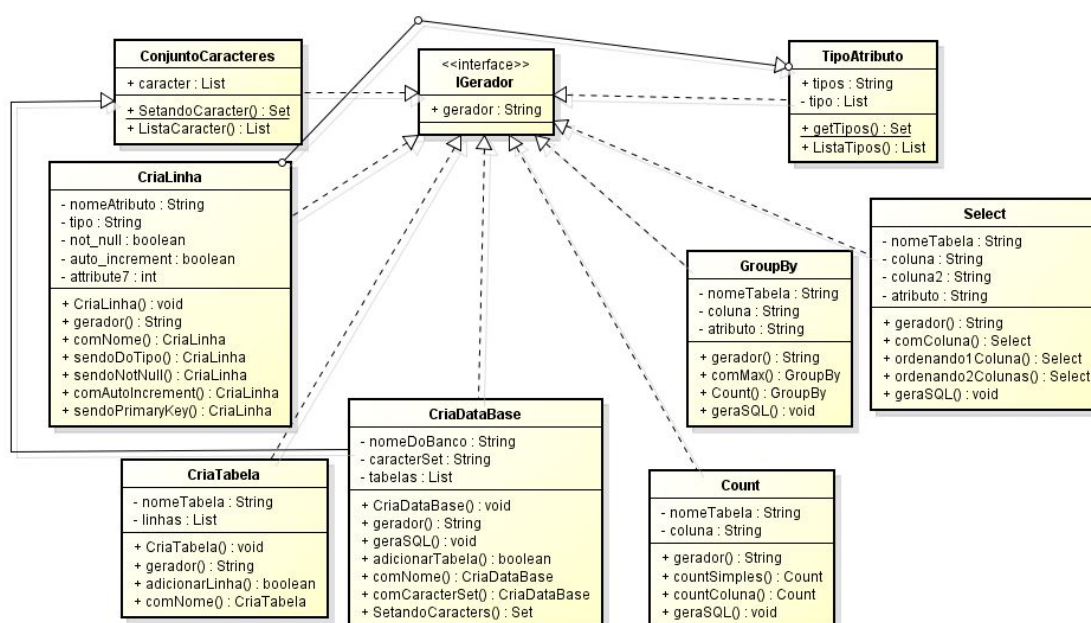 ConjuntoCaracteres
+ caracter : List
+ SetandoCaracter() : Set
+ ListaCaracter() : List
<<interface>>
IGerador
+ gerador : String
TipoAtributo
+ tipos : String
- tipo : List
+ getTipos() : Set
+ ListaTipos() : List
CriaLinha
- nomeAtributo : String
- tipo : String
- not_null : boolean
- auto_increment : boolean
- attribute7 : int
+ CriaLinha() : void
+ gerador() : String
+ comNome() : CriaLinha
+ sendoDoTipo() : CriaLinha
+ sendoNotNull() : CriaLinha
+ comAutoIncrement() : CriaLinha
+ sendoPrimaryKey() : CriaLinha
Select
- nomeTabela : String
- coluna : String
- coluna2 : String
- atributo : String
+ gerador() : String
+ comColuna() : Select
+ ordenando1Coluna() : Select
+ ordenando2Colunas() : Select
+ geraSQL() : void
GroupBy
- nomeTabela : String
- coluna : String
- atributo : String
+ gerador() : String
+ comMax() : GroupBy
+ Count() : GroupBy
+ geraSQL() : void
CriaTabela
- nomeTabela : String
- linhas : List
+ CriaTabela() : void
+ gerador() : String
+ adicionarLinha() : boolean
+ comNome() : CriaTabela
CriaDataBase
- nomeDoBanco : String
- caracterSet : String
- tabelas : List
+ CriaDataBase() : void
+ gerador() : String
+ geraSQL() : void
+ adicionarTabela() : boolean
+ comNome() : CriaDataBase
+ comCaracterSet() : CriaDataBase
+ SetandoCaracters() : Set
Count
- nomeTabela : String
- coluna : String
+ gerador() : String
+ countSimples() : Count
+ countColuna() : Count
+ geraSQL() : void